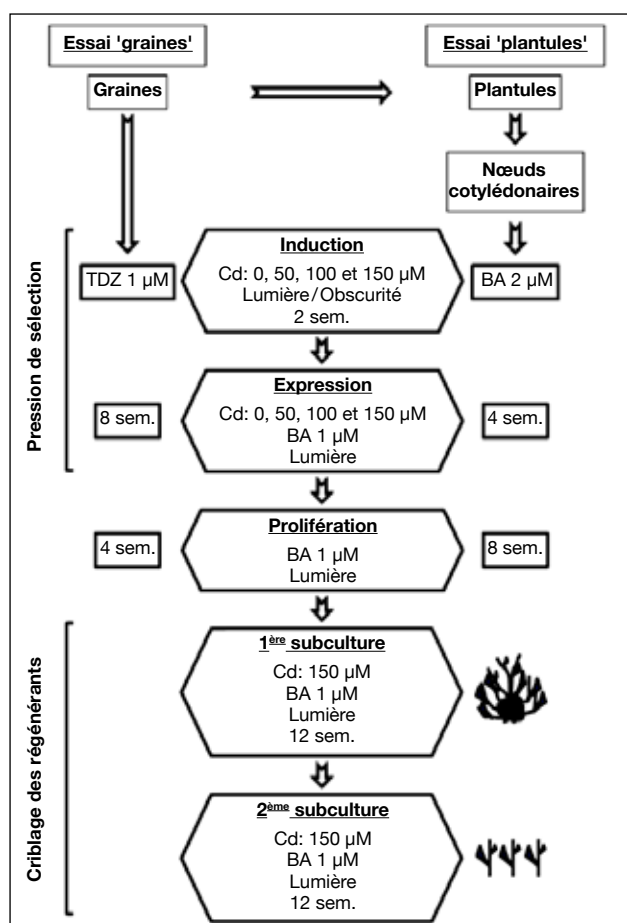 Essai 'graines'
Essai 'plantules'
Graines
Plantules
Nœuds
cotylédonaires
Pression de sélection
TDZ 1 µM
Induction
Cd: 0, 50, 100 et 150 µM
Lumière/Obscurité
2 sem.
BA 2 µM
8 sem.
Expression
Cd: 0, 50, 100 et 150 µM
BA 1 µM
Lumière
4 sem.
4 sem.
Prolifération
BA 1 µM
Lumière
8 sem.
Criblage des régénérants
1ère subculture
Cd: 150 µM
BA 1 µM
Lumière
12 sem.
2ème subculture
Cd: 150 µM
BA 1 µM
Lumière
12 sem.